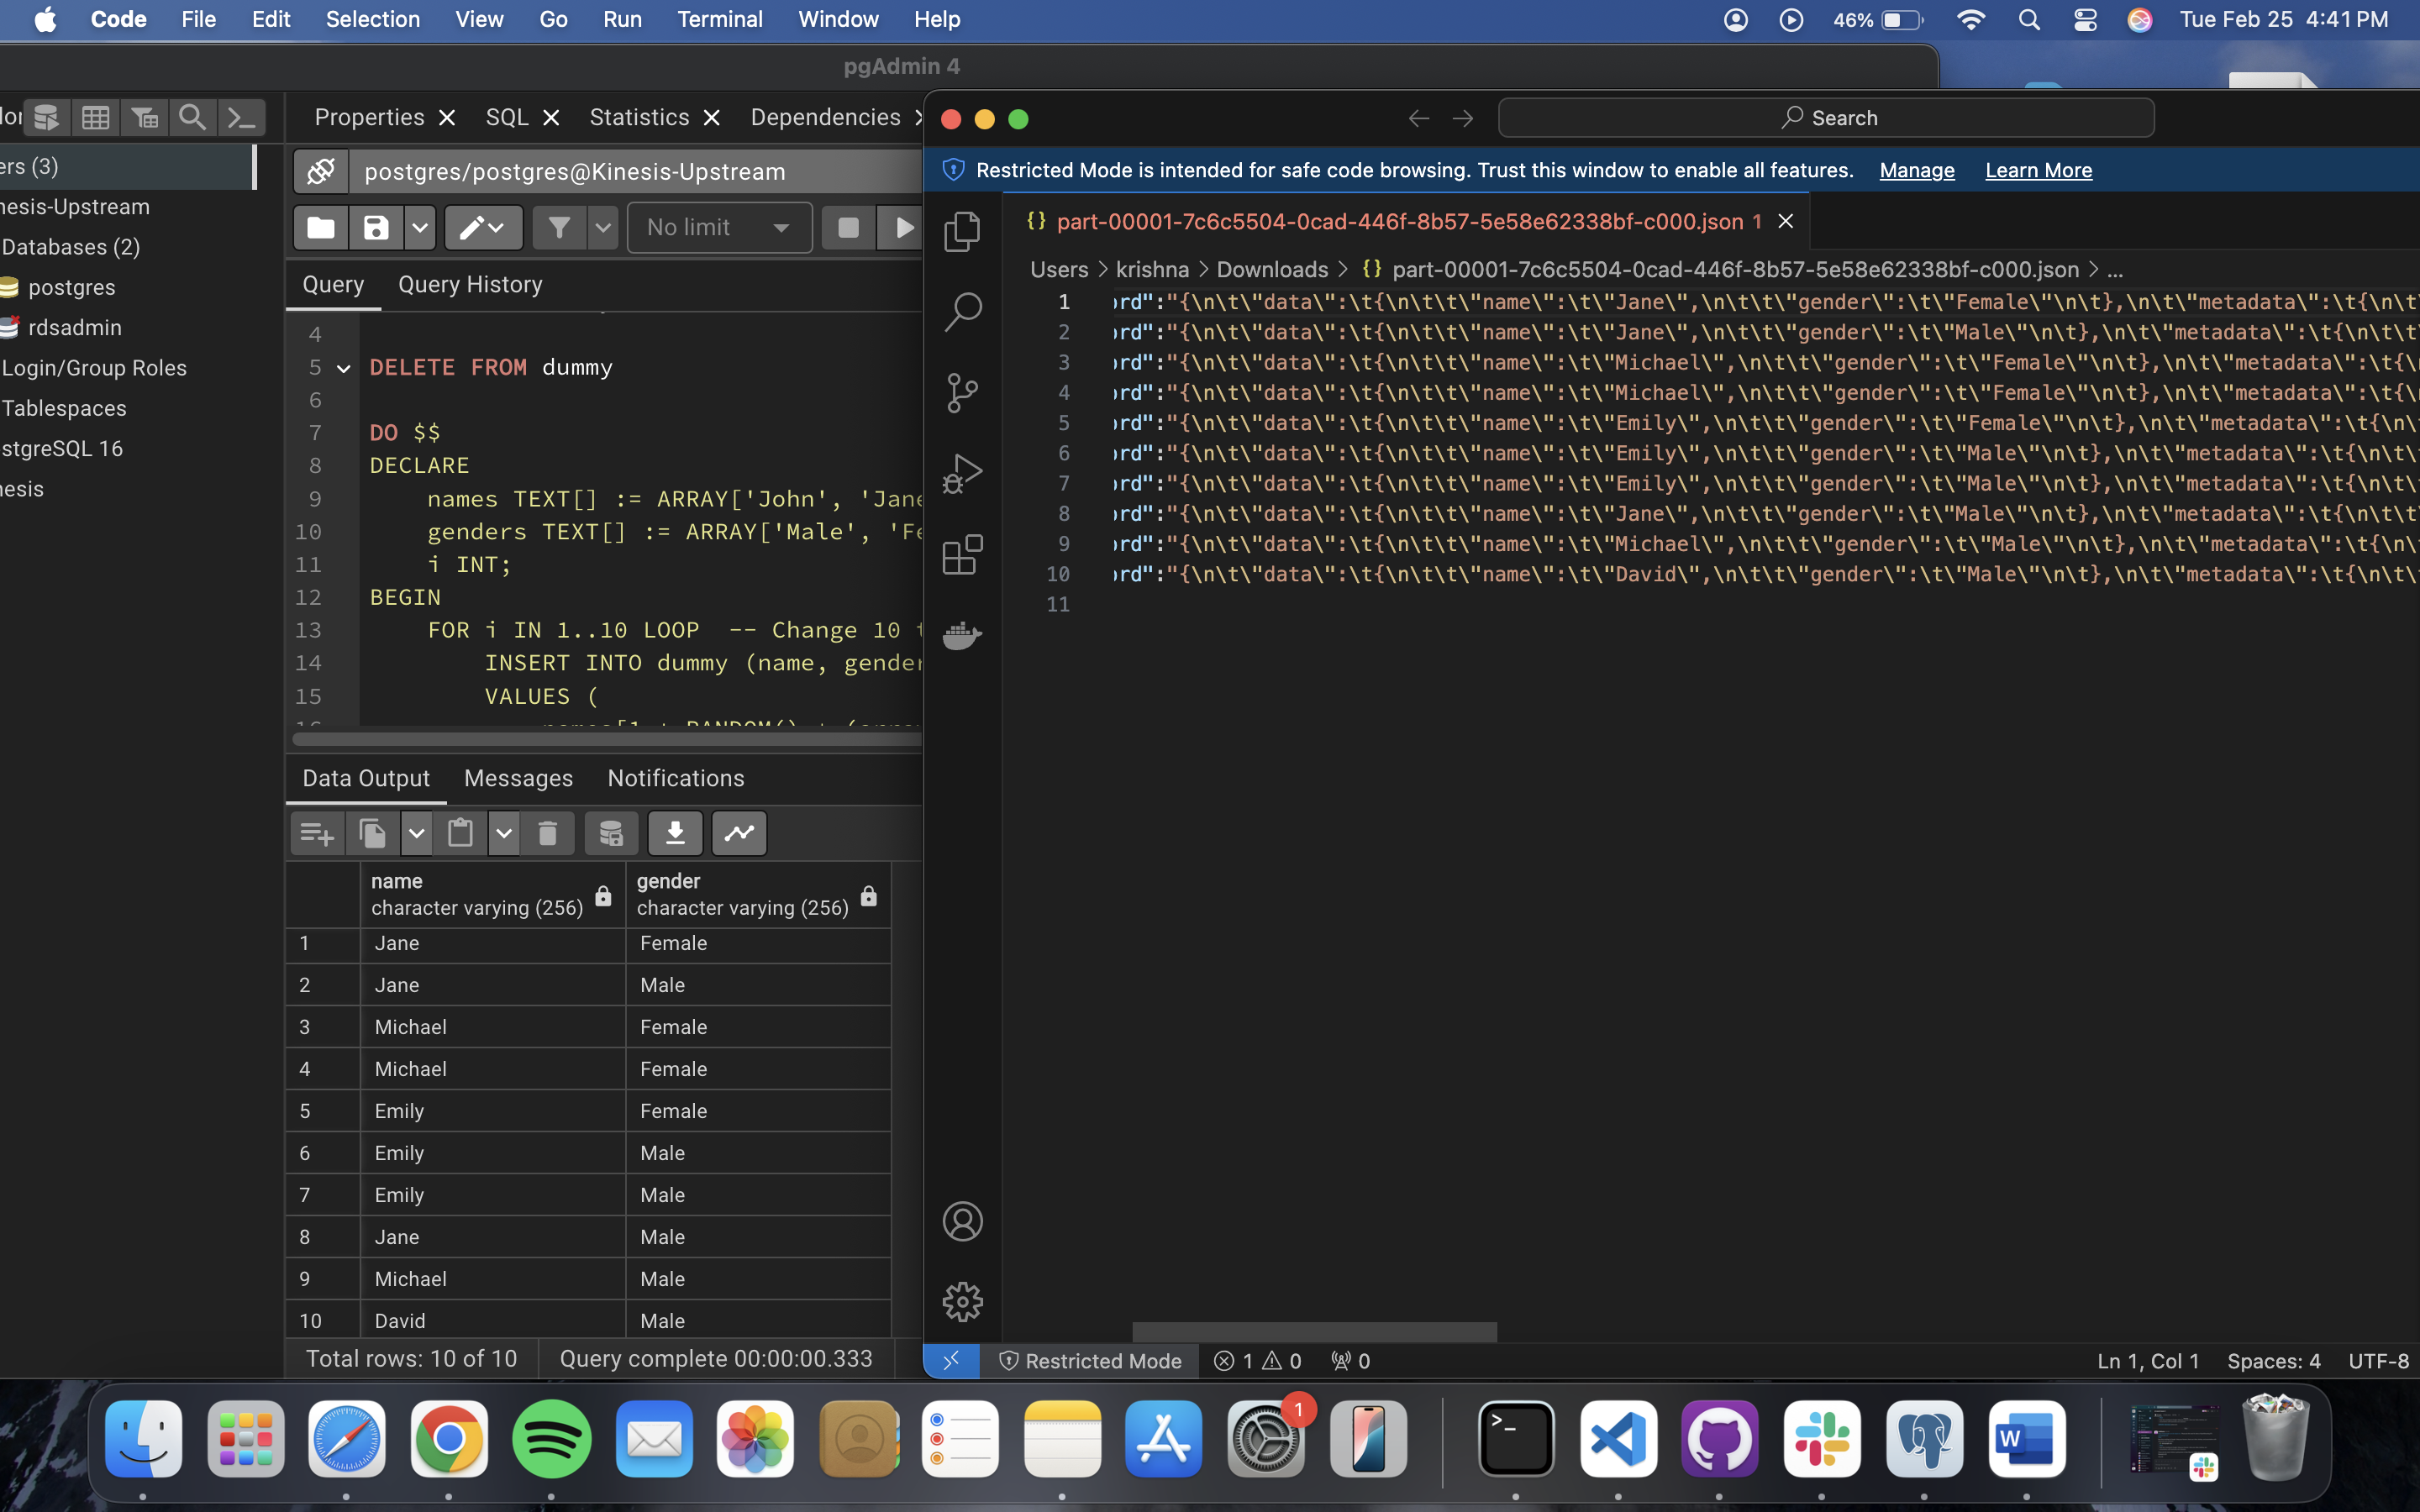 Code File Edit Selection View Go Run Terminal Window Help 46% Tue Feb 25 4:41 PM
pgAdmin 4
Properties SQL Statistics Dependencies
ers (3)
nesis-Upstream
Databases (2)
postgres
rdsadmin
Login/Group Roles
Tablespaces
stgreSQL 16
nesis
postgres/postgres@Kinesis-Upstream
No limit
Query Query History
4
5 DELETE FROM dummy
6
7 DO $$
8 DECLARE
9 names TEXT[] := ARRAY['John', 'Jane
10 genders TEXT[] := ARRAY['Male', 'Fe
11 i INT;
12 BEGIN
13 FOR i IN 1..10 LOOP -- Change 10 t
14 INSERT INTO dummy (name, gender
15 VALUES (
Data Output Messages Notifications
name gender
character varying (256) character varying (256)
1 Jane Female
2 Jane Male
3 Michael Female
4 Michael Female
5 Emily Female
6 Emily Male
7 Emily Male
8 Jane Male
9 Michael Male
10 David Male
Total rows: 10 of 10 Query complete 00:00:00.333
Search
Restricted Mode is intended for safe code browsing. Trust this window to enable all features. Manage Learn More
{} part-00001-7c6c5504-0cad-446f-8b57-5e58e62338bf-c000.json 1
Users > krishna > Downloads > {} part-00001-7c6c5504-0cad-446f-8b57-5e58e62338bf-c000.json > ...
1 ord":"{\n\t\"data\":\t{\n\t\t\"name\":\t\"Jane\",\n\t\t\"gender\":\t\"Female\"\n\t},\n\t\"metadata\":\t{\n\t
2 ord":"{\n\t\"data\":\t{\n\t\t\"name\":\t\"Jane\",\n\t\t\"gender\":\t\"Male\"\n\t},\n\t\"metadata\":\t{\n\t\t
3 ord":"{\n\t\"data\":\t{\n\t\t\"name\":\t\"Michael\",\n\t\t\"gender\":\t\"Female\"\n\t},\n\t\"metadata\":\t{\
4 ord":"{\n\t\"data\":\t{\n\t\t\"name\":\t\"Michael\",\n\t\t\"gender\":\t\"Female\"\n\t},\n\t\"metadata\":\t{\
5 ord":"{\n\t\"data\":\t{\n\t\t\"name\":\t\"Emily\",\n\t\t\"gender\":\t\"Female\"\n\t},\n\t\"metadata\":\t{\n\
6 ord":"{\n\t\"data\":\t{\n\t\t\"name\":\t\"Emily\",\n\t\t\"gender\":\t\"Male\"\n\t},\n\t\"metadata\":\t{\n\t\
7 ord":"{\n\t\"data\":\t{\n\t\t\"name\":\t\"Emily\",\n\t\t\"gender\":\t\"Male\"\n\t},\n\t\"metadata\":\t{\n\t\
8 ord":"{\n\t\"data\":\t{\n\t\t\"name\":\t\"Jane\",\n\t\t\"gender\":\t\"Male\"\n\t},\n\t\"metadata\":\t{\n\t\t
9 ord":"{\n\t\"data\":\t{\n\t\t\"name\":\t\"Michael\",\n\t\t\"gender\":\t\"Male\"\n\t},\n\t\"metadata\":\t{\n\
10 ord":"{\n\t\"data\":\t{\n\t\t\"name\":\t\"David\",\n\t\t\"gender\":\t\"Male\"\n\t},\n\t\"metadata\":\t{\n\t\
11
Restricted Mode 1 0 0 Ln 1, Col 1 Spaces: 4 UTF-8
1
W